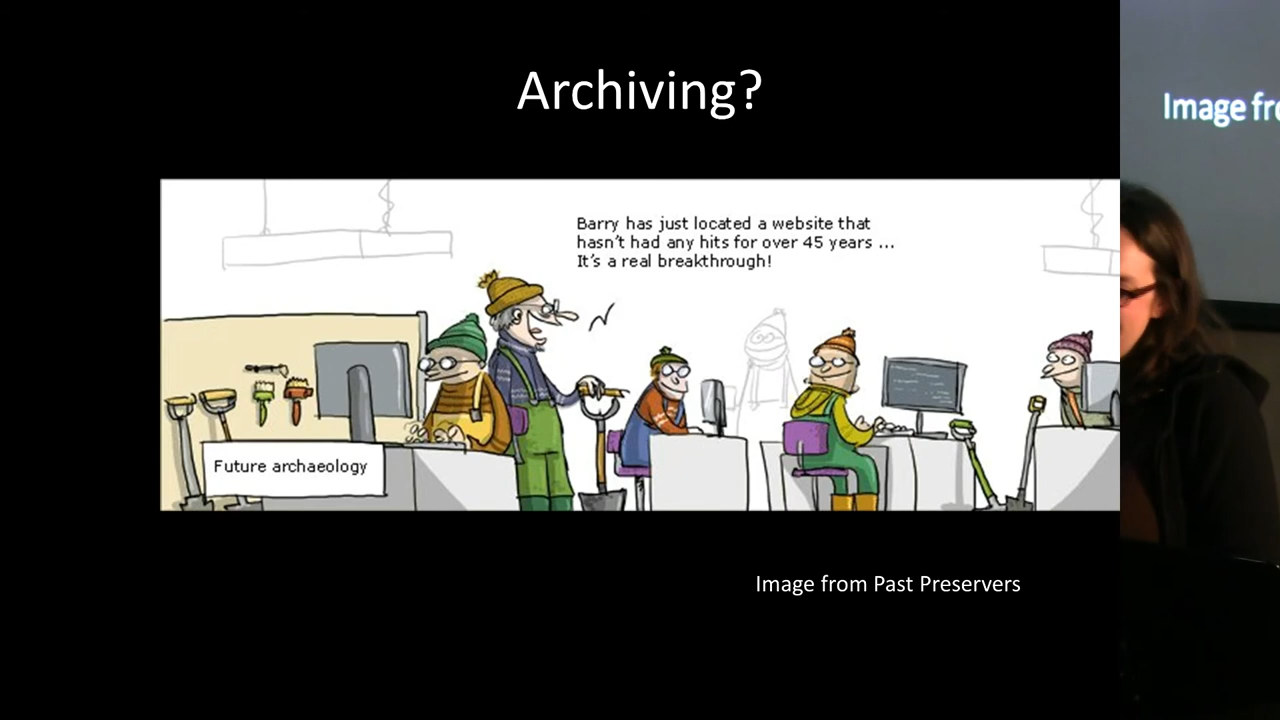 Archiving?
Image fro
Barry has just located a website that
hasn't had any hits for over 45 years ...
It's a real breakthrough!
Future archaeology
Image from Past Preservers